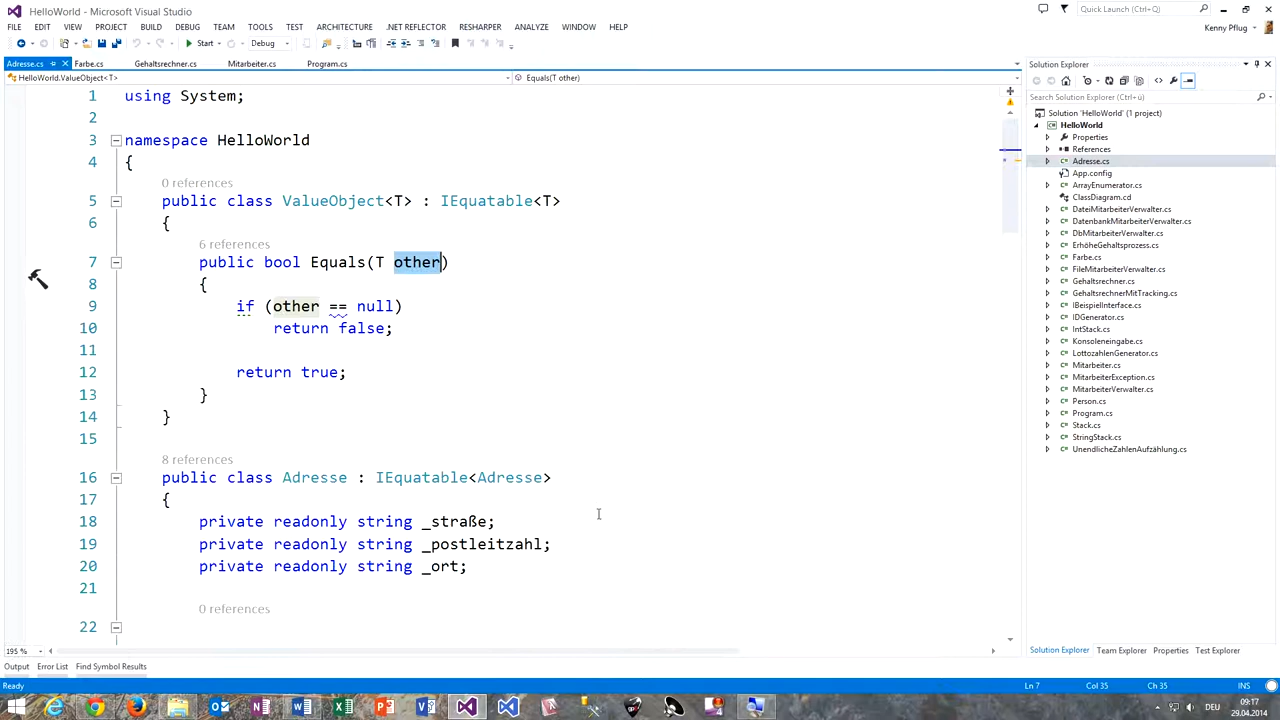 HelloWorld - Microsoft Visual Studio
Quick Launch (Ctrl+Q)
FILE EDIT VIEW PROJECT BUILD DEBUG TEAM TOOLS TEST ARCHITECTURE .NET REFLECTOR RESHARPER ANALYZE WINDOW HELP
Kenny Pflug
Start Debug
Adresse.cs Farbe.cs Gehaltsrechner.cs Mitarbeiter.cs Program.cs
HelloWorld.ValueObject<T> Equals(T other)
1 using System;
2
3 namespace HelloWorld
4 {
0 references
5 public class ValueObject<T> : IEquatable<T>
6 {
6 references
7 public bool Equals(T other)
8 {
9 if (other == null)
10 return false;
11
12 return true;
13 }
14 }
15
8 references
16 public class Adresse : IEquatable<Adresse>
17 {
18 private readonly string _straße;
19 private readonly string _postleitzahl;
20 private readonly string _ort;
21
0 references
22
195 %
Solution Explorer
Search Solution Explorer (Ctrl+ü)
Solution 'HelloWorld' (1 project)
HelloWorld
Properties
References
Adresse.cs
App.config
ArrayEnumerator.cs
ClassDiagram.cd
DateiMitarbeiterVerwalter.cs
DatenbankMitarbeiterVerwalter.cs
DbMitarbeiterVerwalter.cs
ErhöheGehaltsprozess.cs
Farbe.cs
FileMitarbeiterVerwalter.cs
Gehaltsrechner.cs
GehaltsrechnerMitTracking.cs
IBeispielInterface.cs
IDGenerator.cs
IntStack.cs
Konsoleneingabe.cs
LottozahlenGenerator.cs
Mitarbeiter.cs
MitarbeiterException.cs
MitarbeiterVerwalter.cs
Person.cs
Program.cs
Stack.cs
StringStack.cs
UnendlicheZahlenAufzählung.cs
Solution Explorer Team Explorer Properties Test Explorer
Output Error List Find Symbol Results
Ready Ln 7 Col 35 Ch 35 INS
DEU 09:17
29.04.2014